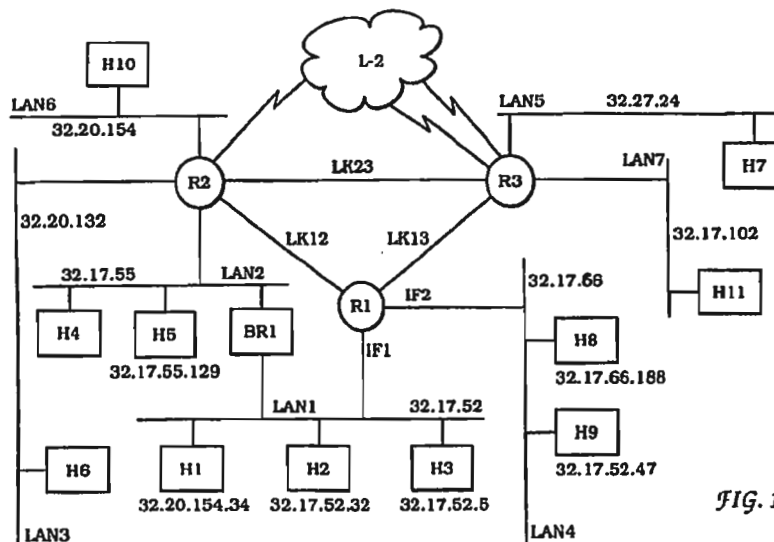 H10
L-2
LAN6
LAN5
32.27.24
32.20.154
R2
LK23
R3
LAN7
H7
32.20.132
LK12
LK13
32.17.102
32.17.55
LAN2
32.17.66
R1
IF2
H11
H4
H5
BR1
IF1
H8
32.17.55.129
32.17.66.188
LAN1
32.17.52
H9
H6
H1
H2
H3
32.17.52.47
32.20.154.34
32.17.52.32
32.17.52.5
FIG. 1
LAN3
LAN4